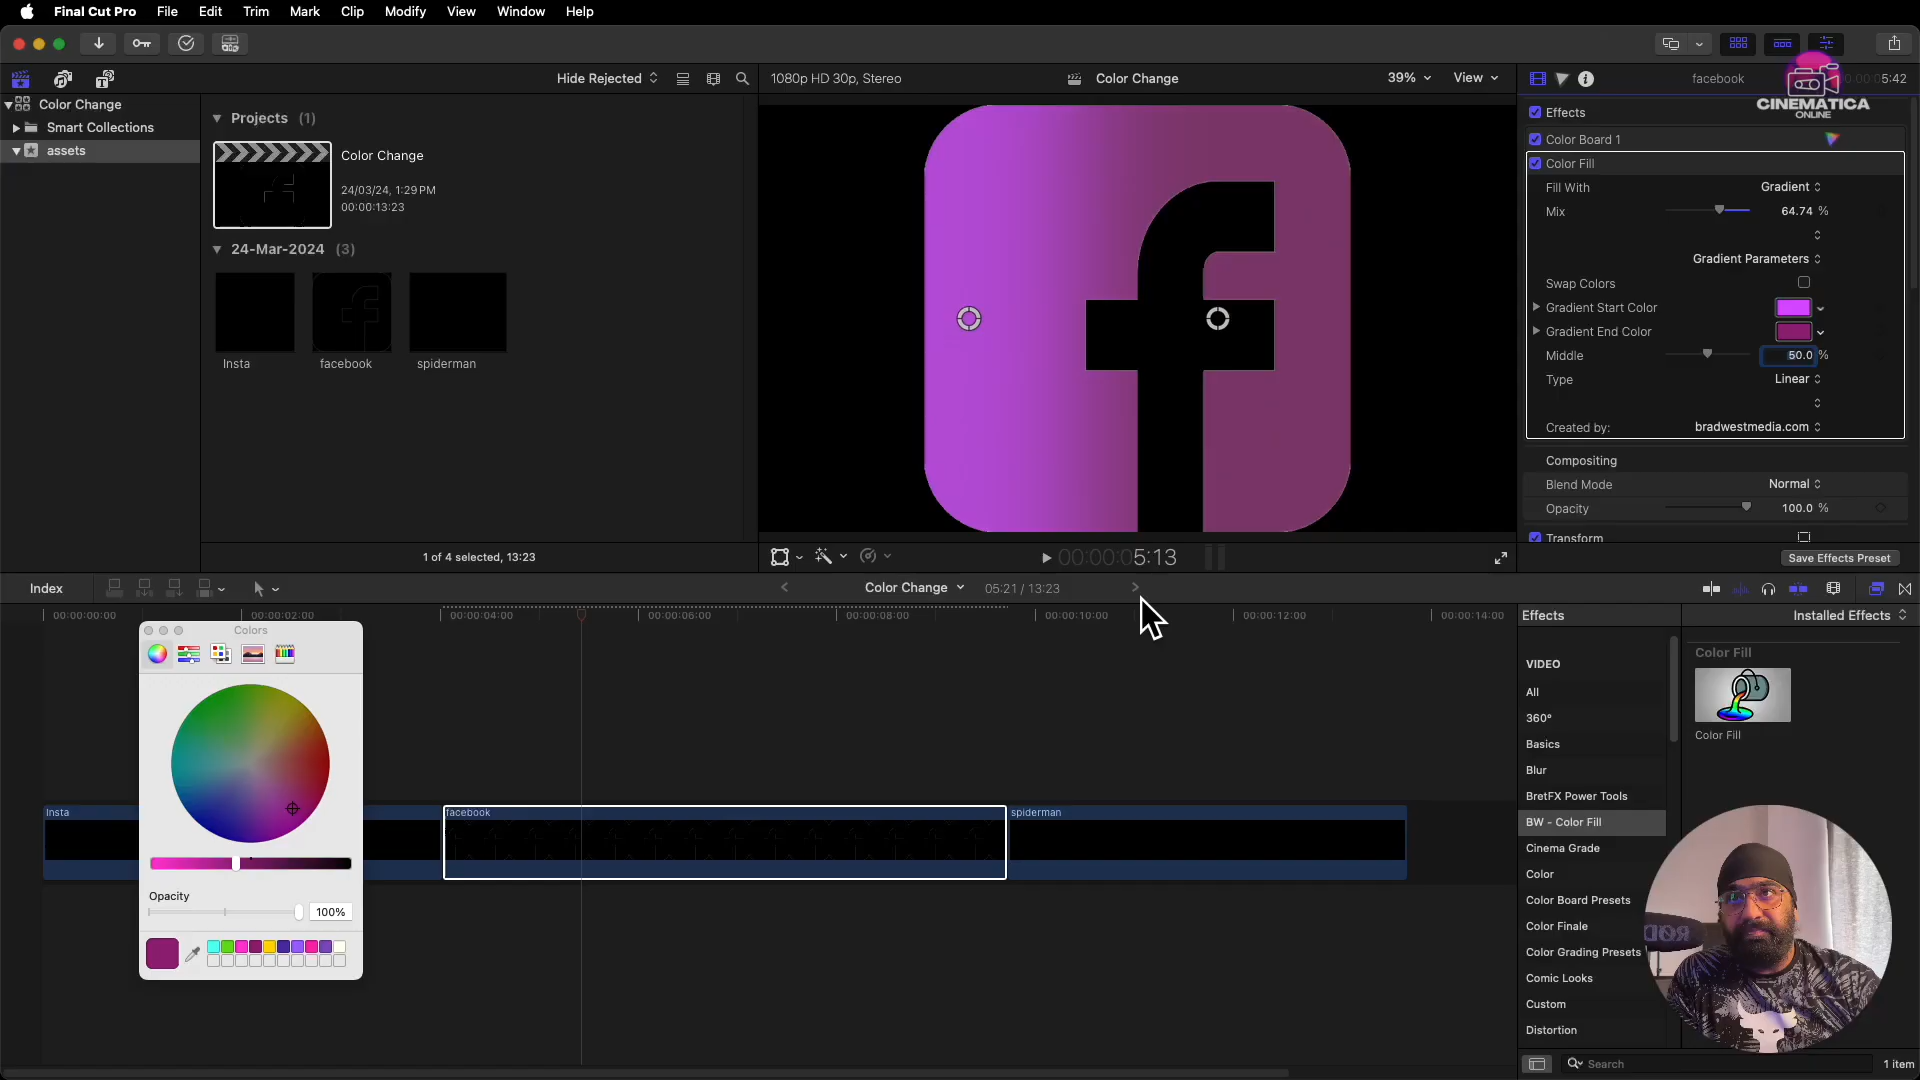 Final Cut Pro File Edit Trim Mark Clip Modify View Window Help
Hide Rejected
1080p HD 30p, Stereo
Color Change
39%
View
facebook
5:42
CINEMATICA
ONLINE
Color Change
Smart Collections
assets
Projects (1)
Color Change
24/03/24, 1:29 PM
00:00:13:23
24-Mar-2024 (3)
Insta
facebook
spiderman
1 of 4 selected, 13:23
00:00:05:13
Effects
Color Board 1
Color Fill
Fill With
Gradient
Mix
64.74 %
Gradient Parameters
Swap Colors
Gradient Start Color
Gradient End Color
Middle
50.0 %
Type
Linear
Created by:
bradwestmedia.com
Compositing
Blend Mode
Normal
Opacity
100.0 %
Transform
Save Effects Preset
Index
Color Change
05:21 / 13:23
00:00:00:00
00:00:02:00
00:00:04:00
00:00:06:00
00:00:08:00
00:00:10:00
00:00:12:00
00:00:14:00
Colors
Opacity
100%
Insta
facebook
spiderman
Effects
Installed Effects
VIDEO
All
360°
Basics
Blur
BretFX Power Tools
BW - Color Fill
Cinema Grade
Color
Color Board Presets
Color Finale
Color Grading Presets
Comic Looks
Custom
Distortion
Color Fill
Color Fill
RØD
Search
1 item